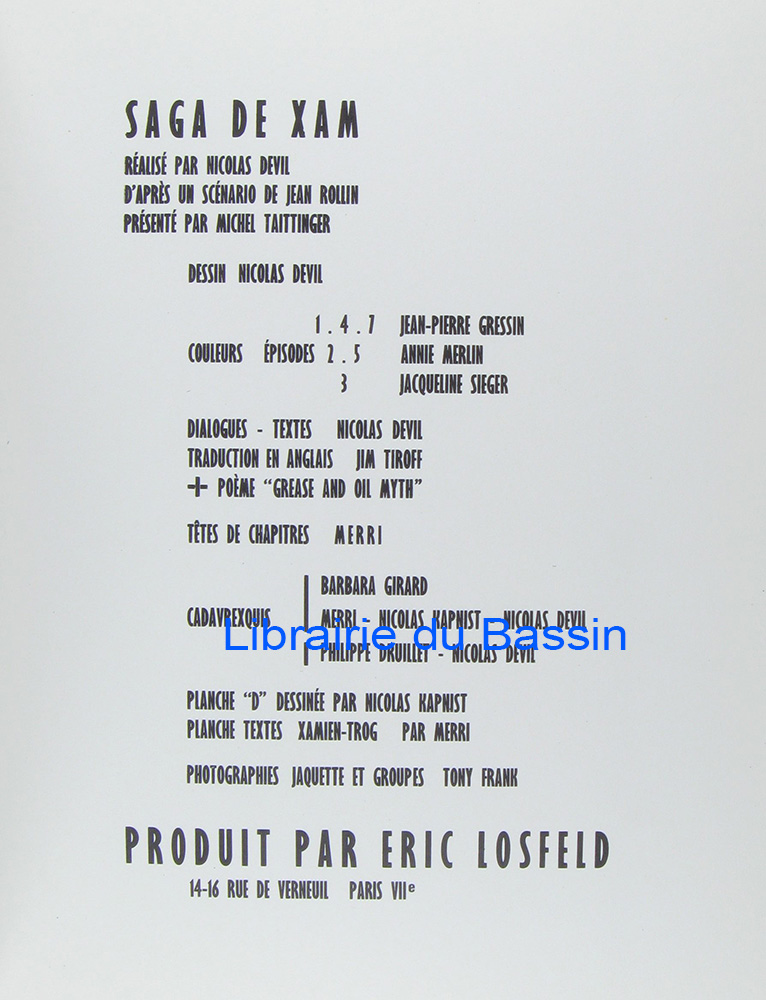 SAGA DE XAM
RÉALISÉ PAR NICOLAS DEVIL
D'APRÈS UN SCÉNARIO DE JEAN ROLLIN
PRÉSENTÉ PAR MICHEL TAITTINGER
DESSIN NICOLAS DEVIL
1 . 4 . 7 JEAN-PIERRE GRESSIN
COULEURS ÉPISODES 2 . 5 ANNIE MERLIN
3 JACQUELINE SIEGER
DIALOGUES - TEXTES NICOLAS DEVIL
TRADUCTION EN ANGLAIS JIM TIROFF
+ POÈME “GREASE AND OIL MYTH”
TÊTES DE CHAPITRES MERRI
BARBARA GIRARD
CADAVREXQUIS MERRI - NICOLAS KAPNIST - NICOLAS DEVIL
Librairie du Bassin
PHILIPPE DRUILLET - NICOLAS DEVIL
PLANCHE “D” DESSINÉE PAR NICOLAS KAPNIST
PLANCHE TEXTES XAMIEN-TROG PAR MERRI
PHOTOGRAPHIES JAQUETTE ET GROUPES TONY FRANK
PRODUIT PAR ERIC LOSFELD
14-16 RUE DE VERNEUIL PARIS VIIe